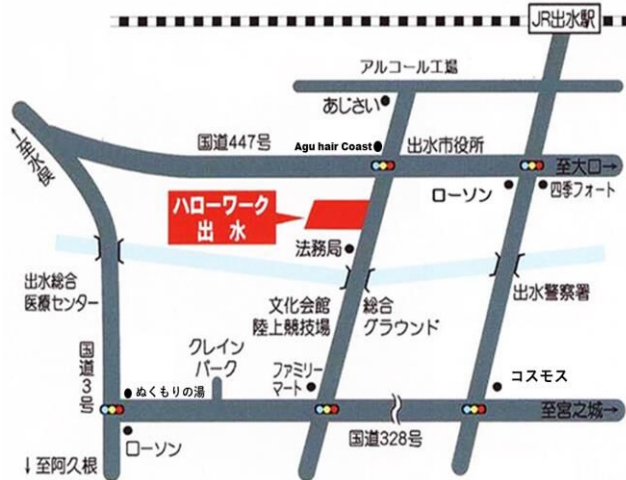 JR出水駅
アルコール工場
あじさい
国道447号
Agu hair Coast
出水市役所
至水俣
至大口→
ローソン
四季フォート
ハローワーク
出水
法務局
出水総合
医療センター
文化会館
陸上競技場
総合
グラウンド
出水警察署
国道3号
クレイン
パーク
ファミリー
マート
コスモス
ぬくもりの湯
至宮之城→
ローソン
国道328号
↓至阿久根